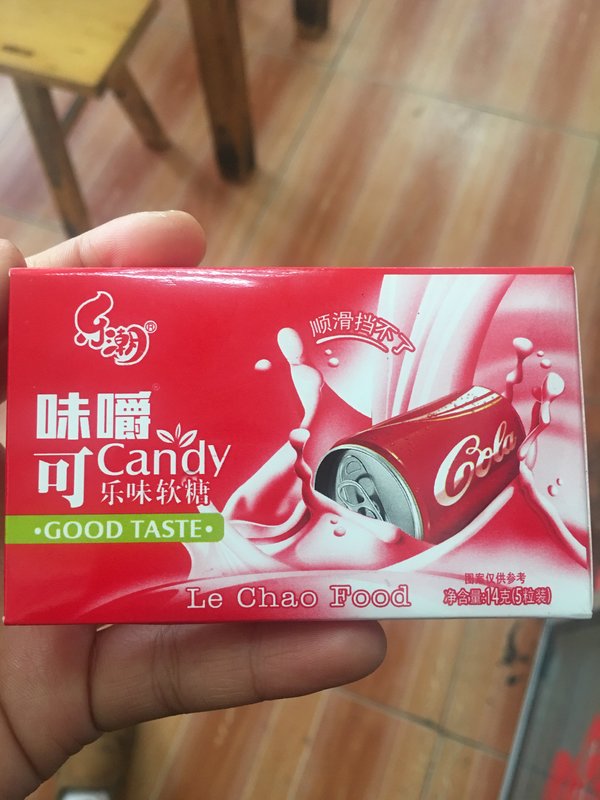 乐潮®
顺滑挡不了
味嚼®
可Candy
乐味软糖
•GOOD TASTE•
Cola
Le Chao Food
图案仅供参考
净含量:14克(5粒装)